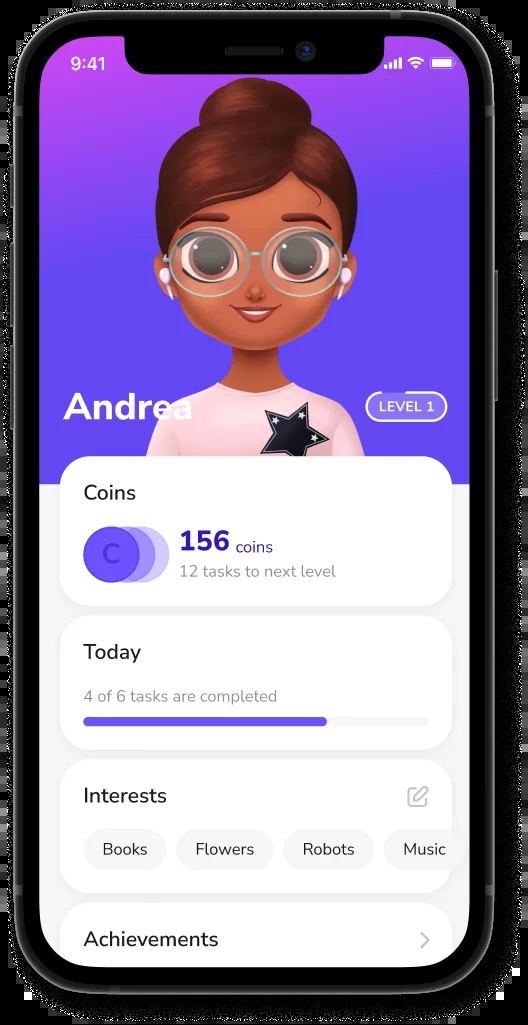 9:41
Andrea
LEVEL 1
Coins
C
156 coins
12 tasks to next level
Today
4 of 6 tasks are completed
Interests
Books Flowers Robots Music
Achievements